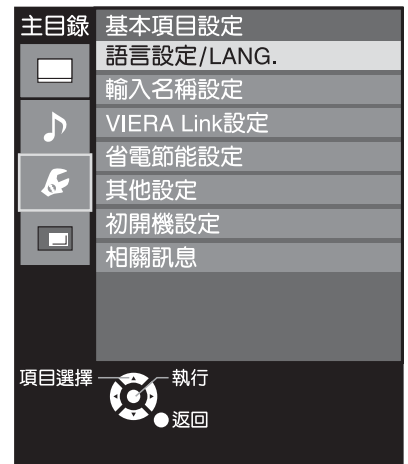 主目錄 基本項目設定
語言設定/LANG.
輸入名稱設定
VIERA Link設定
省電節能設定
其他設定
初開機設定
相關訊息
項目選擇 執行
返回